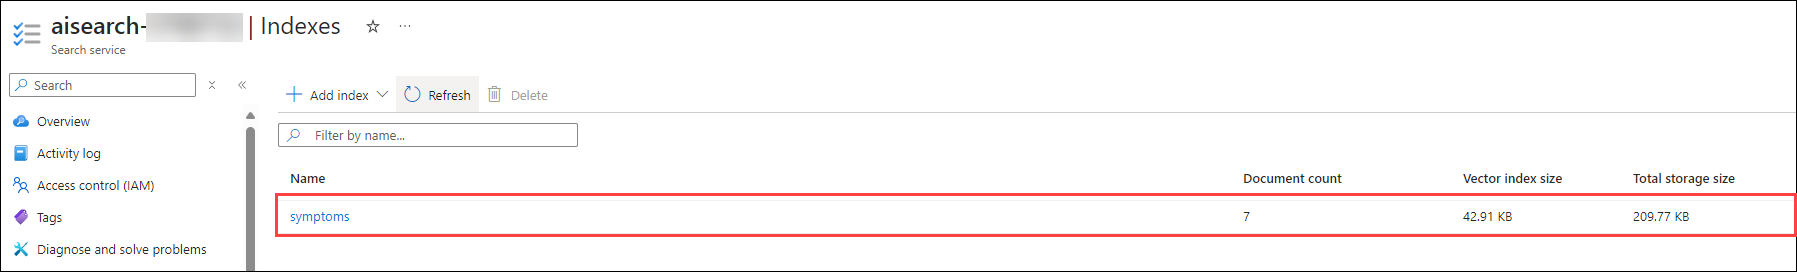 aisearch- | Indexes
Search service
Search
Add index Refresh Delete
Overview
Filter by name...
Activity log
Name Document count Vector index size Total storage size
Access control (IAM)
symptoms 7 42.91 KB 209.77 KB
Tags
Diagnose and solve problems